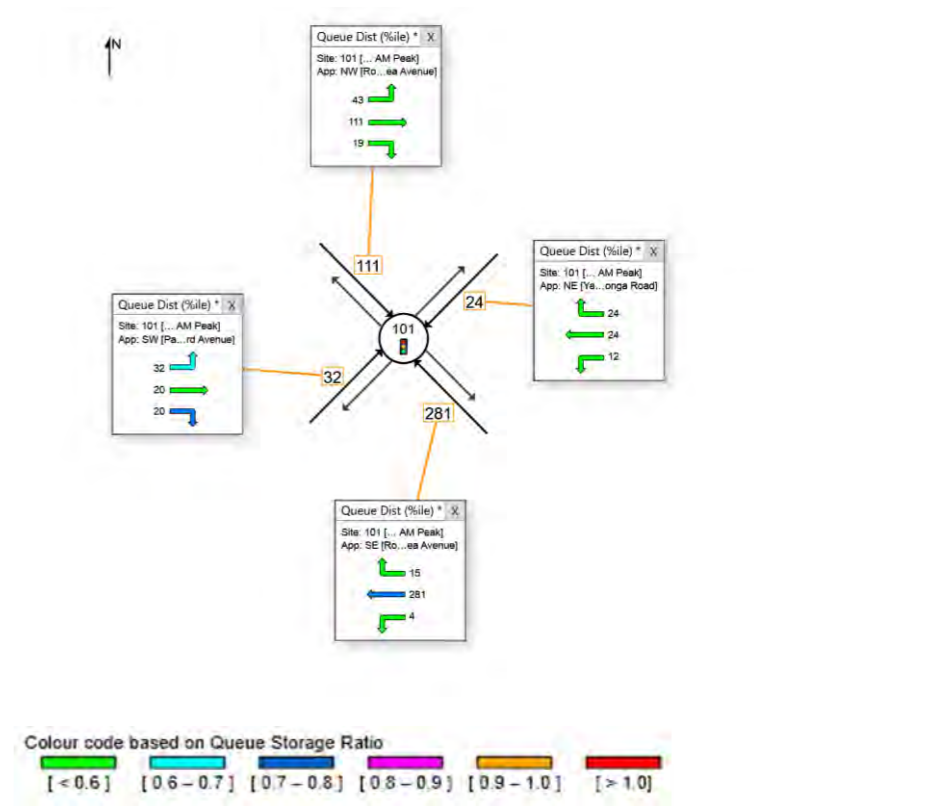 N
Queue Dist (%ile) * X
Site: 101 [... AM Peak]
App: NW [Ro...ea Avenue]
43
111
19
111
Queue Dist (%ile) * X
Site: 101 [... AM Peak]
App: NE [Ya...onga Road]
24
24
12
24
101
Queue Dist (%ile) * X
Site: 101 [... AM Peak]
App: SW [Pa...rd Avenue]
32
20
20
32
281
Queue Dist (%ile) * X
Site: 101 [... AM Peak]
App: SE [Ro...ea Avenue]
15
281
4
Colour code based on Queue Storage Ratio
[ < 0.6 ] [ 0.6 – 0.7 ] [ 0.7 – 0.8 ] [ 0.8 – 0.9 ] [ 0.9 – 1.0 ] [ > 1.0]